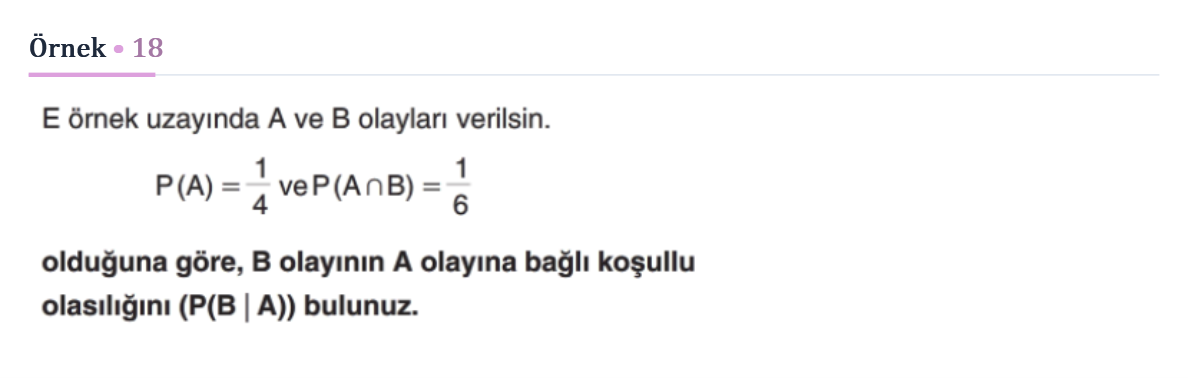 Örnek • 18
E örnek uzayında A ve B olayları verilsin.
P(A) = 1/4 ve P(A∩B) = 1/6
olduğuna göre, B olayının A olayına bağlı koşullu
olasılığını (P(B | A)) bulunuz.